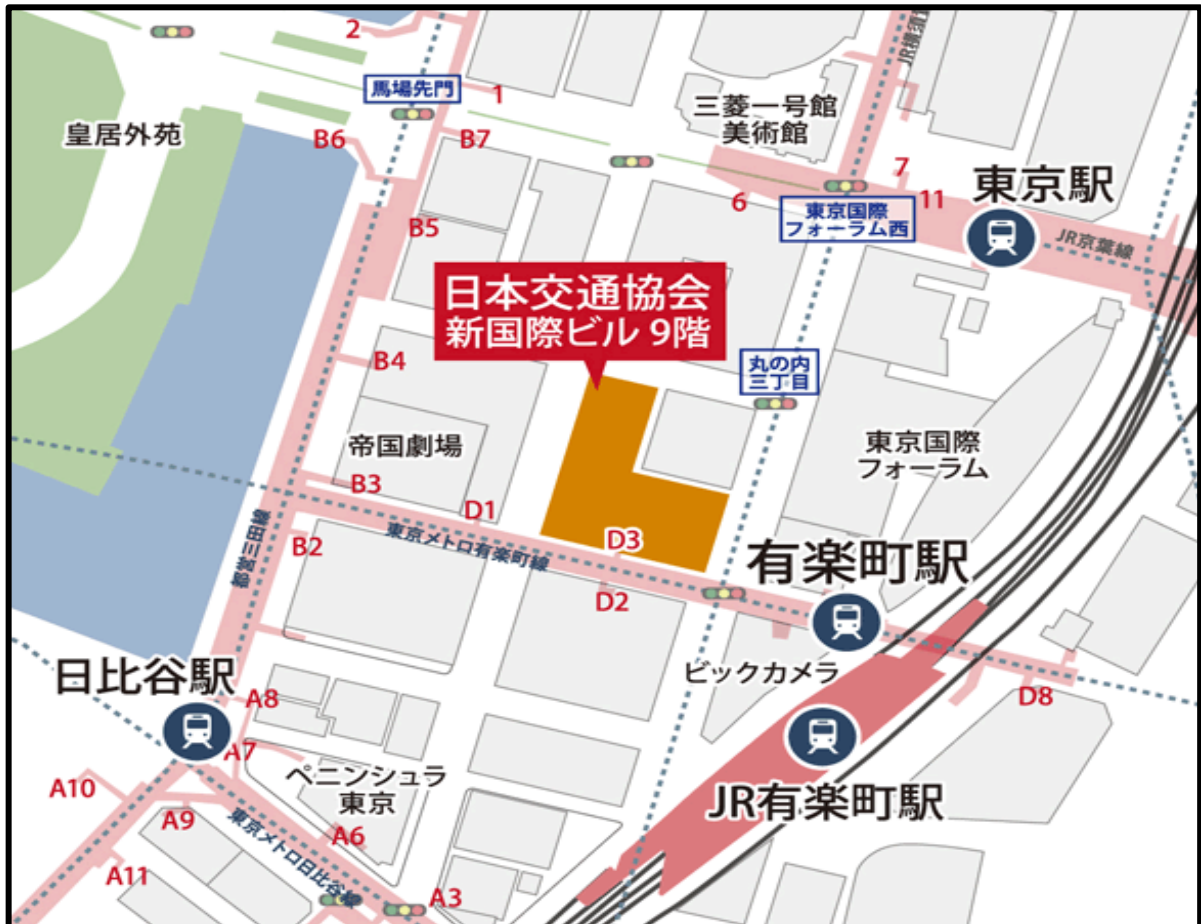 2
JR横須賀
馬場先門
1
三菱一号館
美術館
皇居外苑
B6
B7
7
東京駅
6
11
東京国際
フォーラム西
B5
JR京葉線
日本交通協会
新国際ビル 9階
B4
丸の内
三丁目
帝国劇場
東京国際
フォーラム
B3
D1
都営三田線
B2
東京メトロ有楽町線
D3
有楽町駅
D2
ビックカメラ
日比谷駅
A8
D8
A7
ペニンシュラ
東京
A10
JR有楽町駅
A9
東京メトロ日比谷線
A6
A11
A3